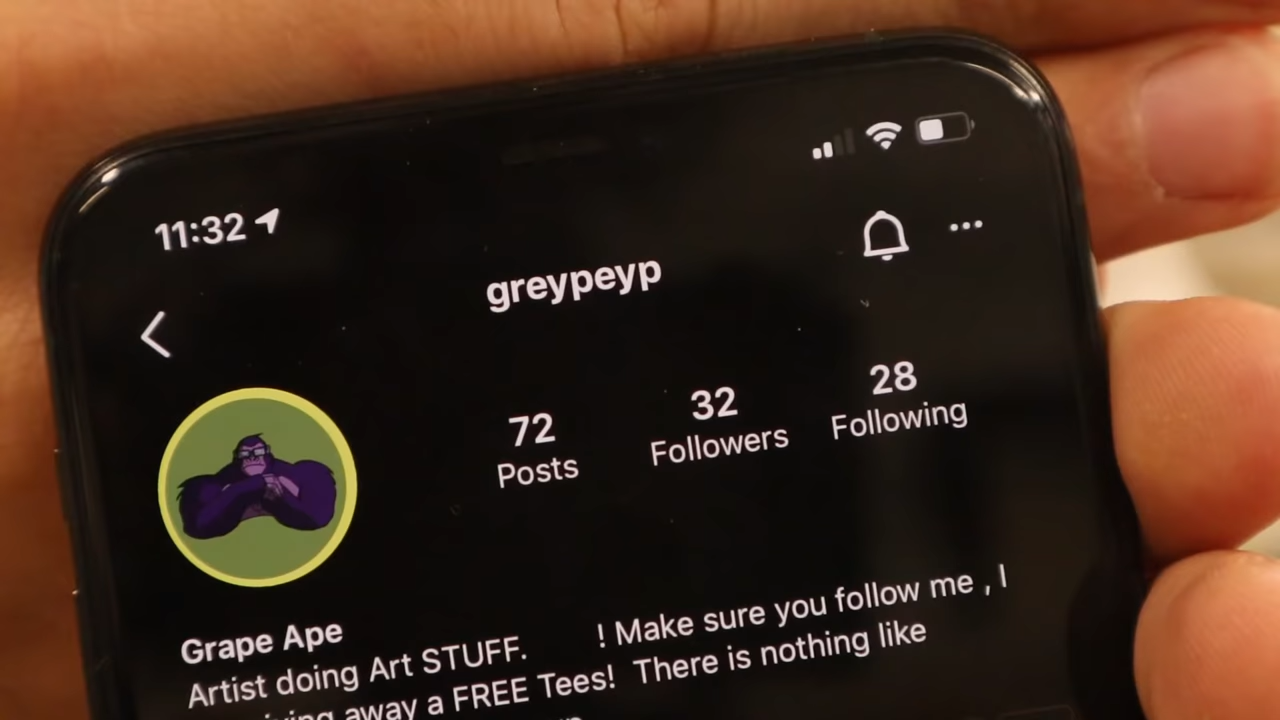 11:32
greypeyp
72 32 28
Posts Followers Following
Grape Ape
Artist doing Art STUFF. ! Make sure you follow me , I
away a FREE Tees! There is nothing like